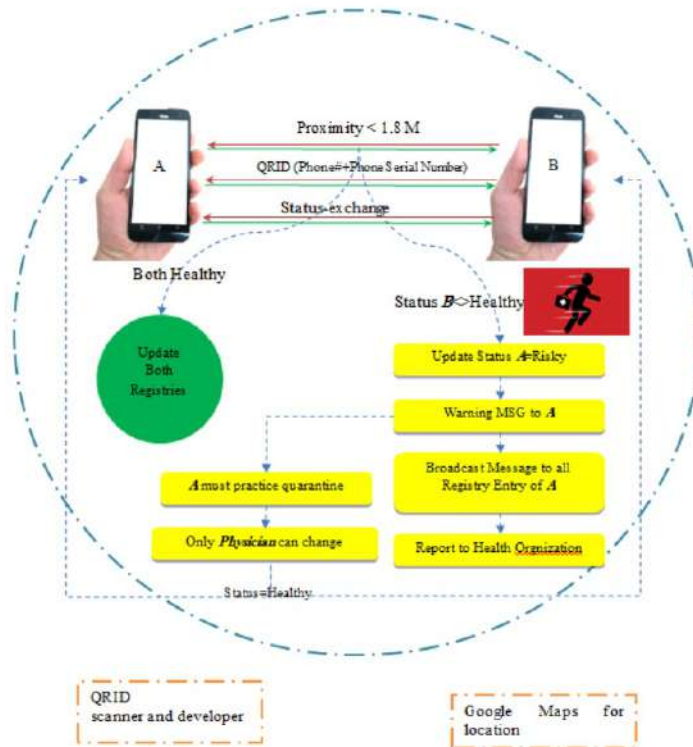 Proximity < 1.8 M
A
B
QRID (Phone#+Phone Serial Number)
Status-exchange
Both Healthy
Status B<>Healthy
Update
Both
Registries
Update Status A=Risky
Warning MSG to A
A must practice quarantine
Broadcast Message to all
Registry Entry of A
Only Physician can change
Report to Health Orgnization
Status=Healthy
QRID
scanner and developer
Google Maps for
location